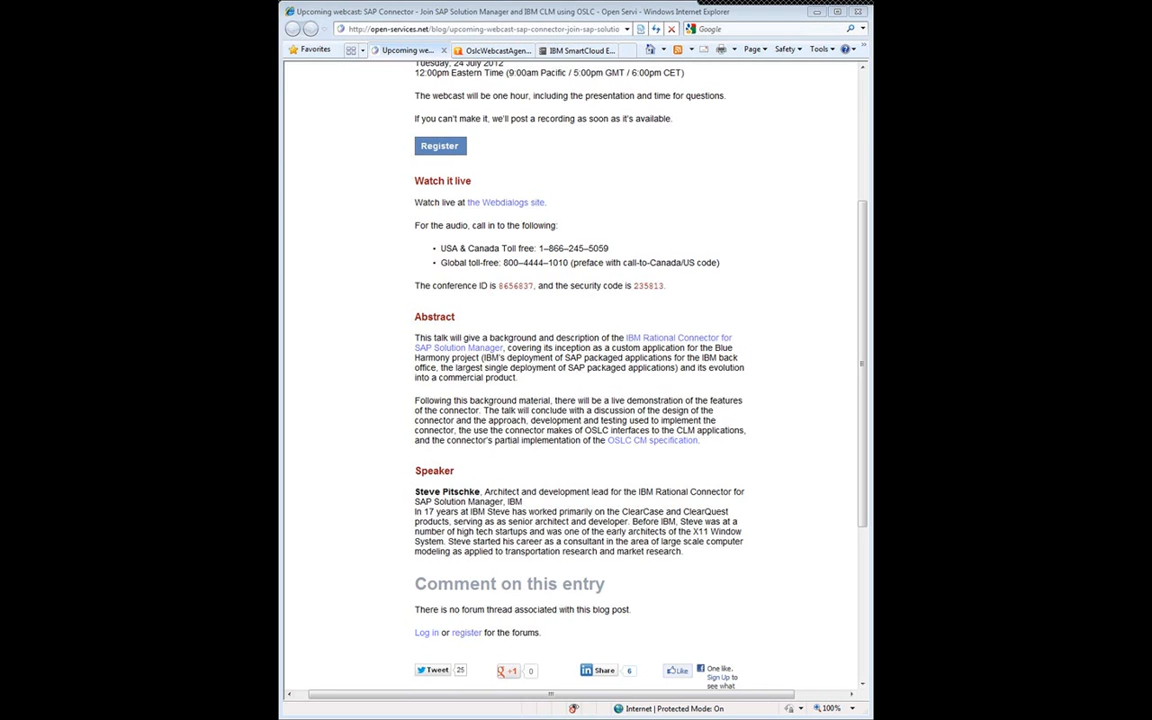 Upcoming webcast: SAP Connector - Join SAP Solution Manager and IBM CLM using OSLC - Open Servi - Windows Internet Explorer
http://open-services.net/blog/upcoming-webcast-sap-connector-join-sap-solutio
Google
Favorites
Upcoming we...
OslcWebcastAgen...
IBM SmartCloud E...
Page
Safety
Tools
Tuesday, 24 July 2012
12:00pm Eastern Time (9:00am Pacific / 5:00pm GMT / 6:00pm CET)
The webcast will be one hour, including the presentation and time for questions.
If you can't make it, we'll post a recording as soon as it's available.
Register
Watch it live
Watch live at the Webdialogs site.
For the audio, call in to the following:
• USA & Canada Toll free: 1–866–245–5059
• Global toll-free: 800–4444–1010 (preface with call-to-Canada/US code)
The conference ID is 8656837, and the security code is 235813.
Abstract
This talk will give a background and description of the IBM Rational Connector for
SAP Solution Manager, covering its inception as a custom application for the Blue
Harmony project (IBM's deployment of SAP packaged applications for the IBM back
office, the largest single deployment of SAP packaged applications) and its evolution
into a commercial product.
Following this background material, there will be a live demonstration of the features
of the connector. The talk will conclude with a discussion of the design of the
connector and the approach, development and testing used to implement the
connector, the use the connector makes of OSLC interfaces to the CLM applications,
and the connector's partial implementation of the OSLC CM specification.
Speaker
Steve Pitschke, Architect and development lead for the IBM Rational Connector for
SAP Solution Manager, IBM
In 17 years at IBM Steve has worked primarily on the ClearCase and ClearQuest
products, serving as as senior architect and developer. Before IBM, Steve was at a
number of high tech startups and was one of the early architects of the X11 Window
System. Steve started his career as a consultant in the area of large scale computer
modeling as applied to transportation research and market research.
Comment on this entry
There is no forum thread associated with this blog post.
Log in or register for the forums.
Tweet 25
+1 0
in Share 6
Like
One like.
Sign Up to
see what
Internet | Protected Mode: On
100%